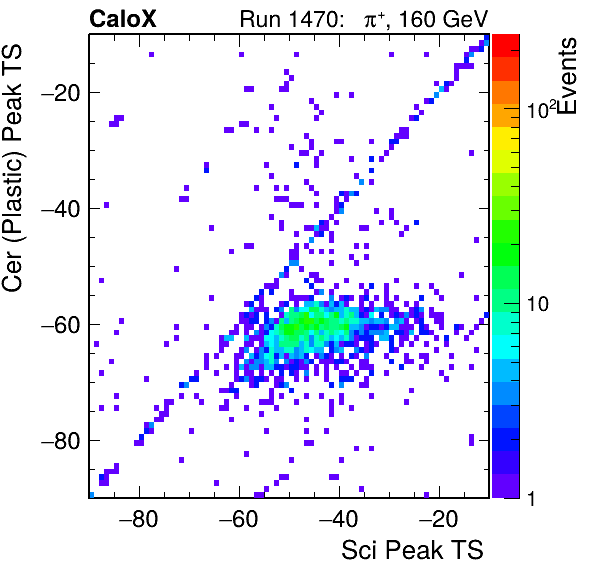 CaloX Run 1470: π⁺, 160 GeV
Cer (Plastic) Peak TS
−20
−40
−60
−80
−80 −60 −40 −20
Sci Peak TS
Events
10²
10
1